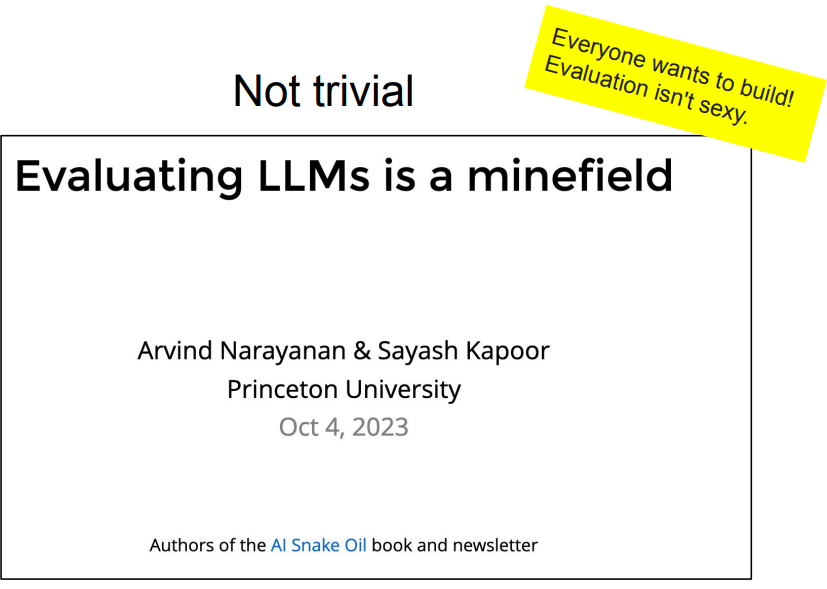 Not trivial
Everyone wants to build!
Evaluation isn't sexy.
Evaluating LLMs is a minefield
Arvind Narayanan & Sayash Kapoor
Princeton University
Oct 4, 2023
Authors of the AI Snake Oil book and newsletter